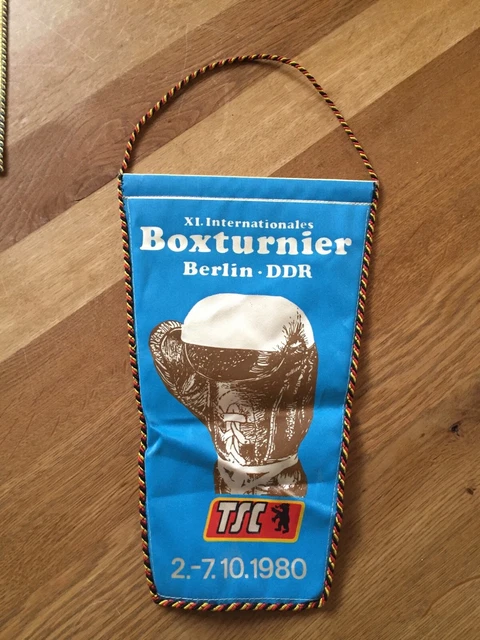 XI. Internationales
Boxturnier
Berlin · DDR
TSC
2.-7.10.1980